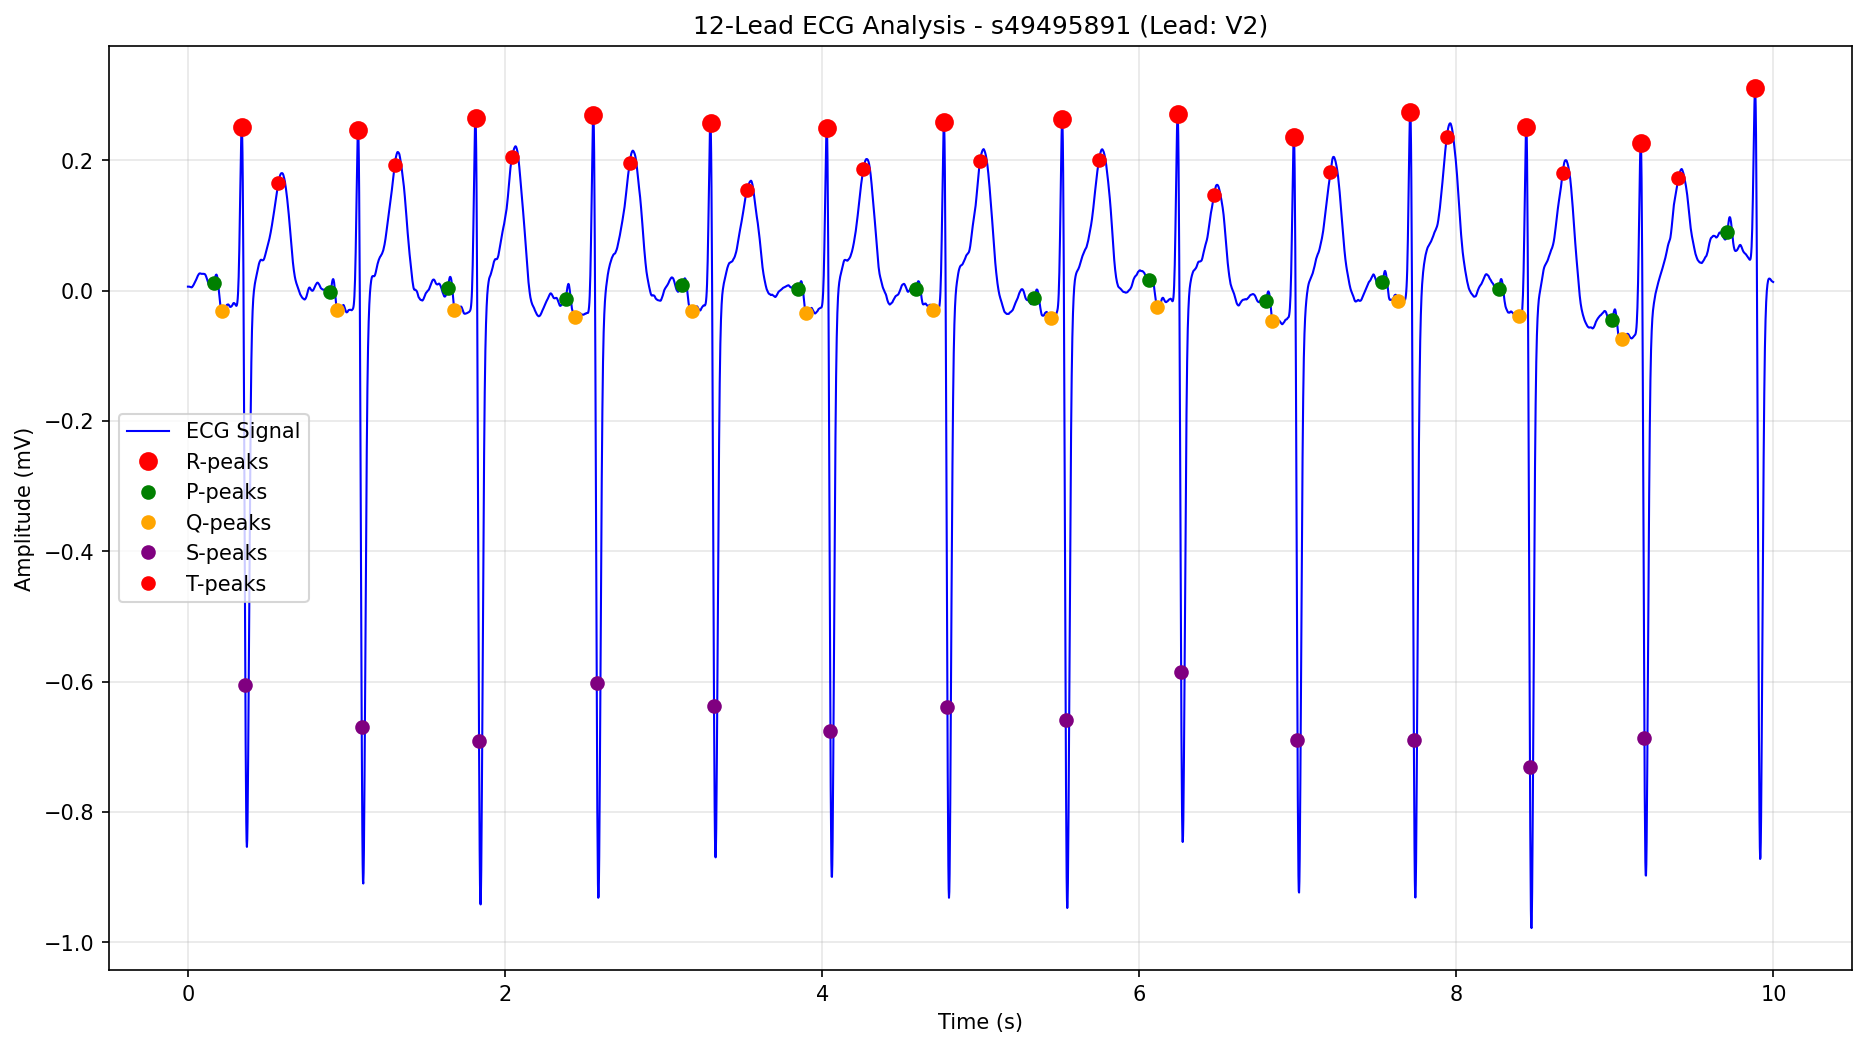 12-Lead ECG Analysis - s49495891 (Lead: V2)
Amplitude (mV)
0.2
0.0
−0.2
−0.4
−0.6
−0.8
−1.0
ECG Signal
R-peaks
P-peaks
Q-peaks
S-peaks
T-peaks
0 2 4 6 8 10
Time (s)